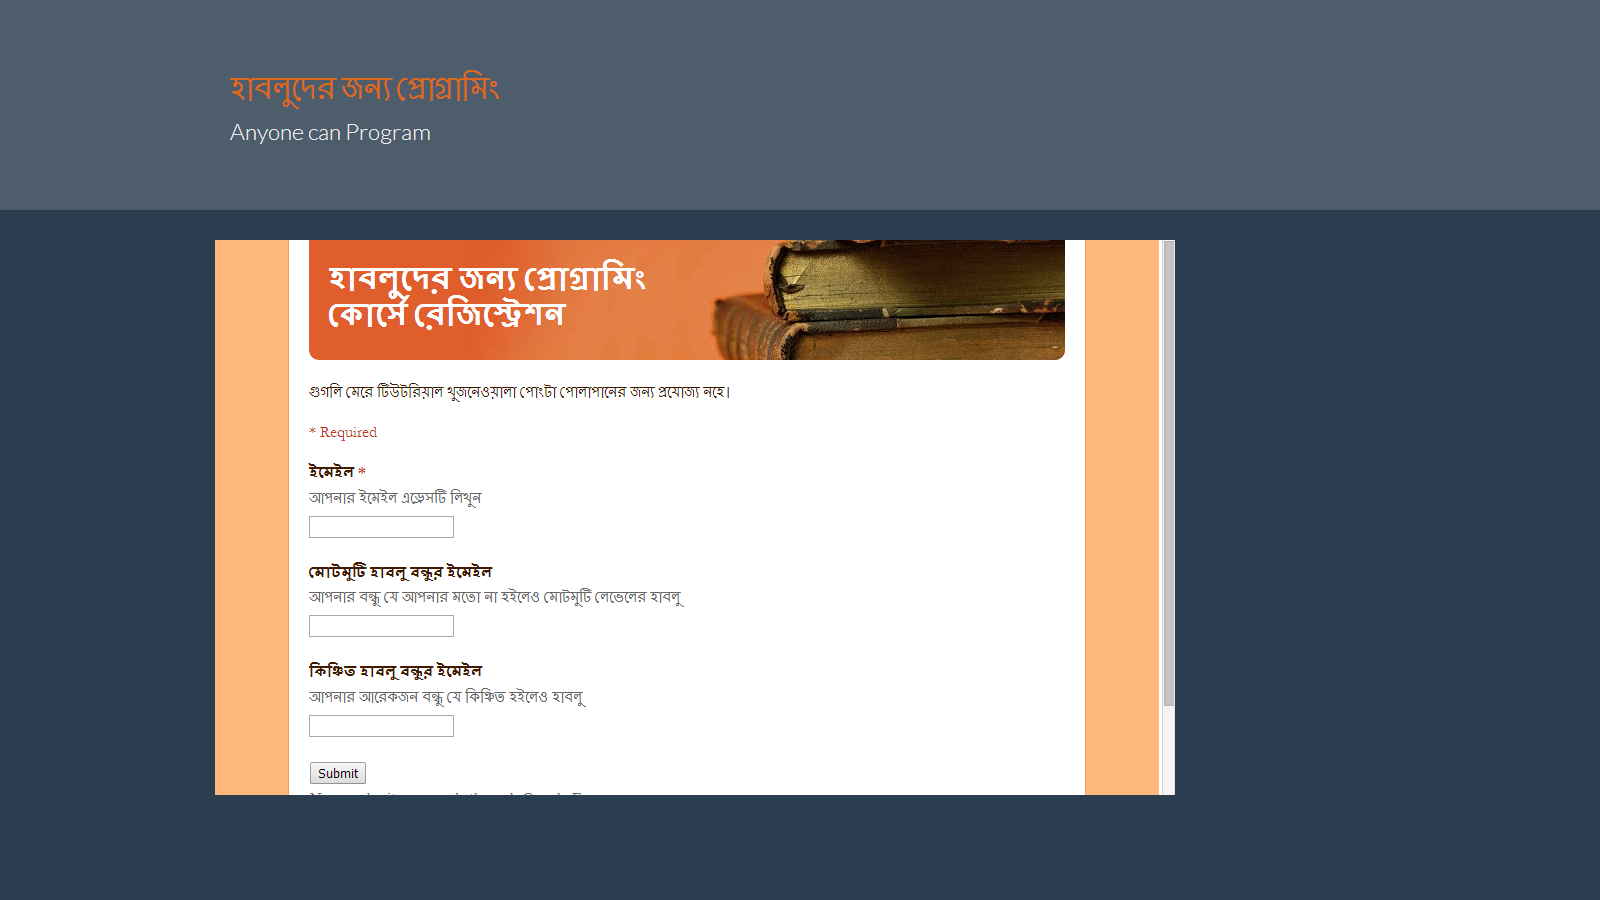 হাবলুদের জন্য প্রোগ্রামিং
Anyone can Program
হাবলুদের জন্য প্রোগ্রামিং
কোর্সে রেজিস্ট্রেশন
গুগলি মেরে টিউটরিয়াল খুজনেওয়ালা পোংটা পোলাপানের জন্য প্রযোজ্য নহে।
* Required
ইমেইল *
আপনার ইমেইল এড্রেসটি লিখুন
মোটমুটি হাবলু বন্ধুর ইমেইল
আপনার বন্ধু যে আপনার মতো না হইলেও মোটমুটি লেভেলের হাবলু
কিঞ্চিত হাবলু বন্ধুর ইমেইল
আপনার আরেকজন বন্ধু যে কিঞ্চিত হইলেও হাবলু
Submit